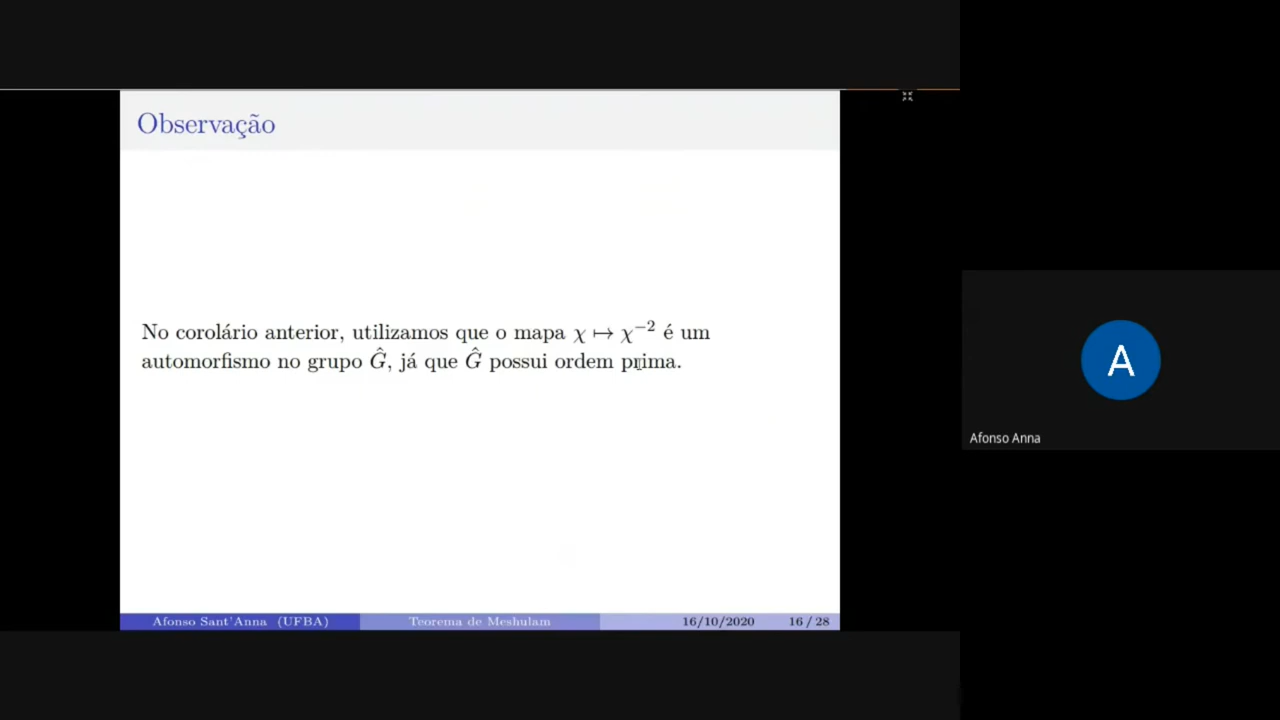 Observação
No corolário anterior, utilizamos que o mapa χ ↦ χ⁻² é um
automorfismo no grupo Ĝ, já que Ĝ possui ordem prima.
Afonso Sant'Anna (UFBA) Teorema de Meshulam 16/10/2020 16 / 28
A
Afonso Anna